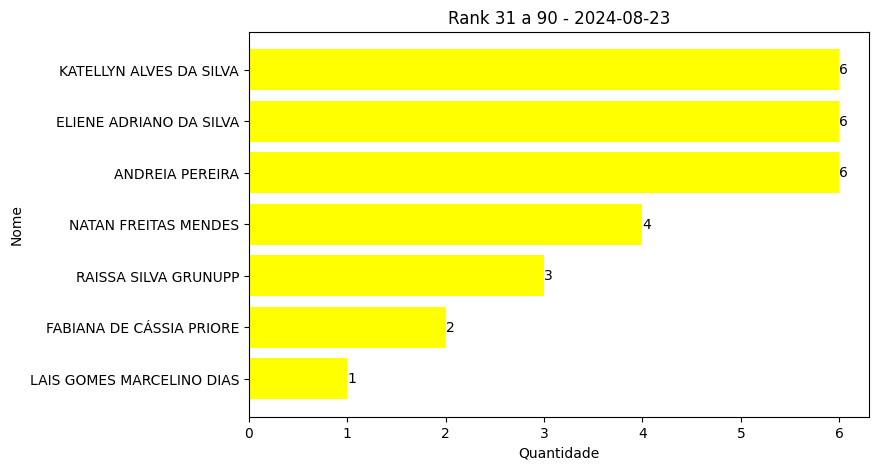 Rank 31 a 90 - 2024-08-23
KATELLYN ALVES DA SILVA
6
ELIENE ADRIANO DA SILVA
6
ANDREIA PEREIRA
6
NATAN FREITAS MENDES
4
RAISSA SILVA GRUNUPP
3
FABIANA DE CÁSSIA PRIORE
2
LAIS GOMES MARCELINO DIAS
1
Nome
0 1 2 3 4 5 6
Quantidade